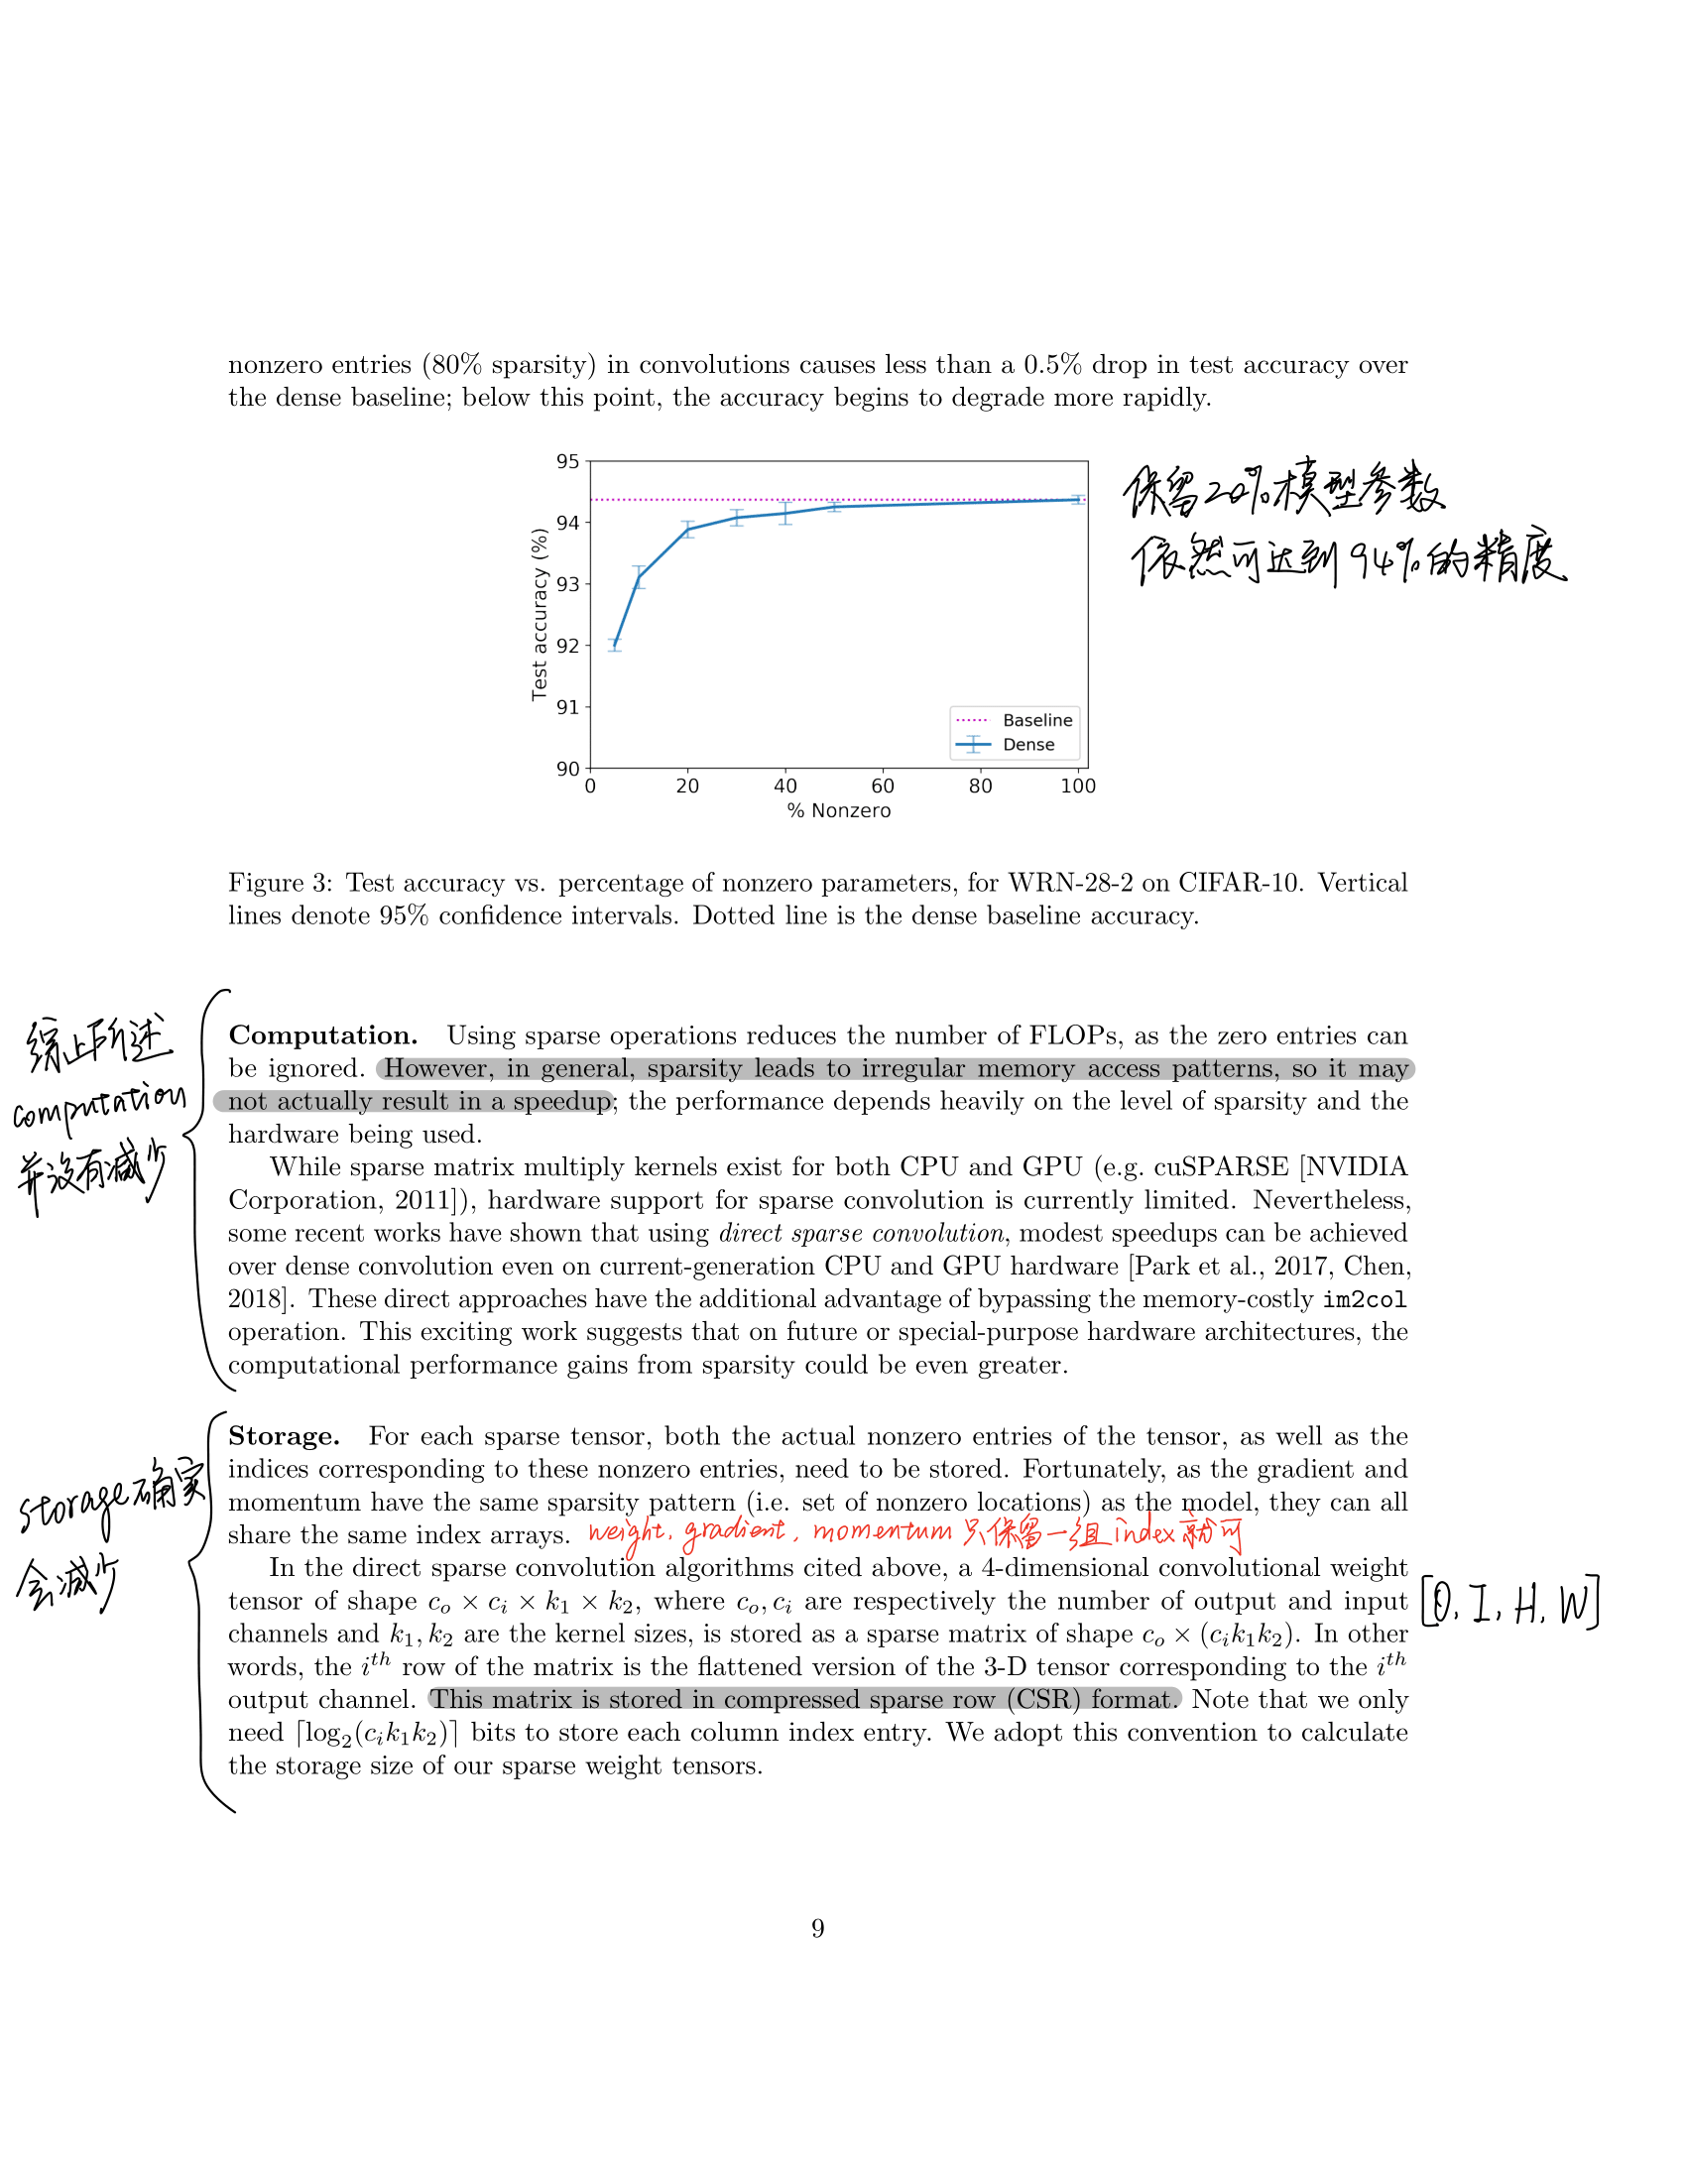 nonzero entries (80% sparsity) in convolutions causes less than a 0.5% drop in test accuracy over
the dense baseline; below this point, the accuracy begins to degrade more rapidly.
95
94
93
92
91
90
Test accuracy (%)
0 20 40 60 80 100
% Nonzero
Baseline
Dense
保留20%模型参数
依然可达到94%的精度
Figure 3: Test accuracy vs. percentage of nonzero parameters, for WRN-28-2 on CIFAR-10. Vertical
lines denote 95% confidence intervals. Dotted line is the dense baseline accuracy.
综上所述
computation
并没有减少
Computation. Using sparse operations reduces the number of FLOPs, as the zero entries can
be ignored. However, in general, sparsity leads to irregular memory access patterns, so it may
not actually result in a speedup; the performance depends heavily on the level of sparsity and the
hardware being used.
While sparse matrix multiply kernels exist for both CPU and GPU (e.g. cuSPARSE [NVIDIA
Corporation, 2011]), hardware support for sparse convolution is currently limited. Nevertheless,
some recent works have shown that using direct sparse convolution, modest speedups can be achieved
over dense convolution even on current-generation CPU and GPU hardware [Park et al., 2017, Chen,
2018]. These direct approaches have the additional advantage of bypassing the memory-costly im2col
operation. This exciting work suggests that on future or special-purpose hardware architectures, the
computational performance gains from sparsity could be even greater.
storage确实
会减少
Storage. For each sparse tensor, both the actual nonzero entries of the tensor, as well as the
indices corresponding to these nonzero entries, need to be stored. Fortunately, as the gradient and
momentum have the same sparsity pattern (i.e. set of nonzero locations) as the model, they can all
share the same index arrays. weight, gradient, momentum 只保留一组index就可
In the direct sparse convolution algorithms cited above, a 4-dimensional convolutional weight
tensor of shape c_o × c_i × k_1 × k_2, where c_o, c_i are respectively the number of output and input [O, I, H, W]
channels and k_1, k_2 are the kernel sizes, is stored as a sparse matrix of shape c_o × (c_i k_1 k_2). In other
words, the i^th row of the matrix is the flattened version of the 3-D tensor corresponding to the i^th
output channel. This matrix is stored in compressed sparse row (CSR) format. Note that we only
need ⌈log_2(c_i k_1 k_2)⌉ bits to store each column index entry. We adopt this convention to calculate
the storage size of our sparse weight tensors.
9